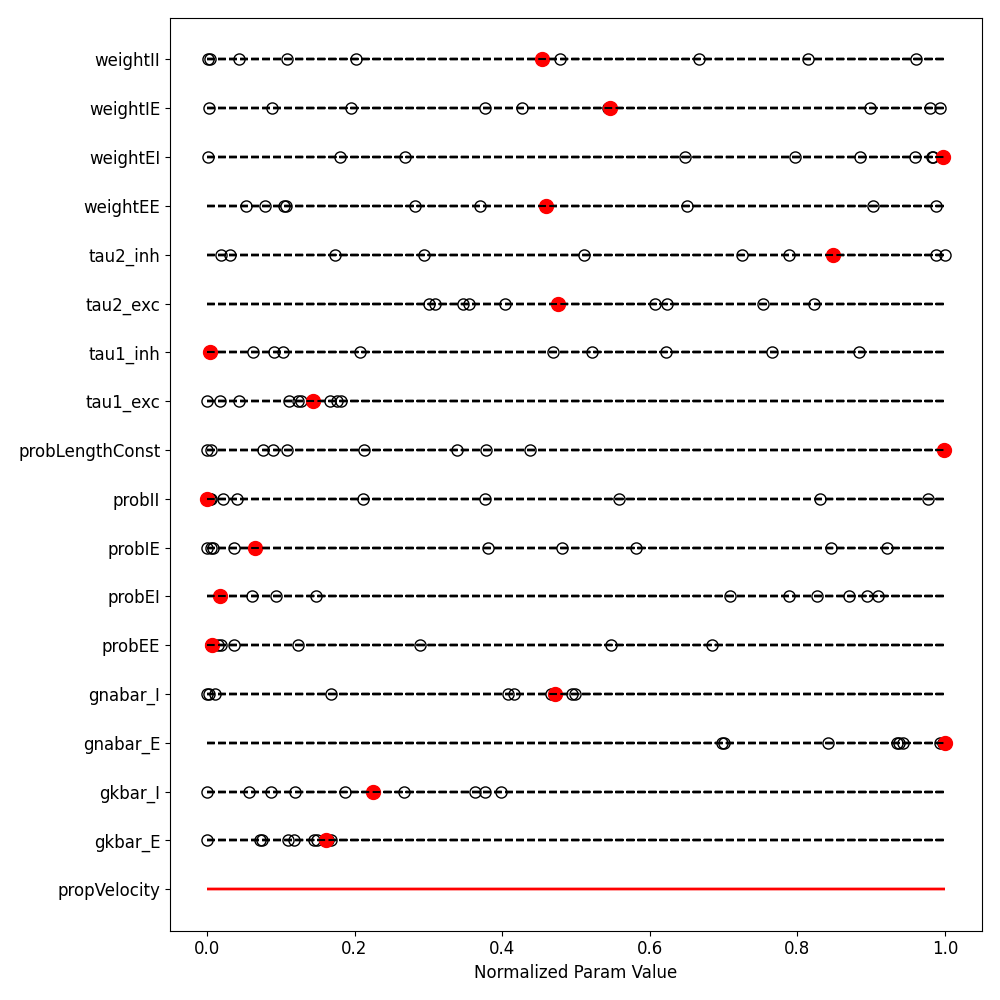 weightII
weightIE
weightEI
weightEE
tau2_inh
tau2_exc
tau1_inh
tau1_exc
probLengthConst
probII
probIE
probEI
probEE
gnabar_I
gnabar_E
gkbar_I
gkbar_E
propVelocity
0.0 0.2 0.4 0.6 0.8 1.0
Normalized Param Value